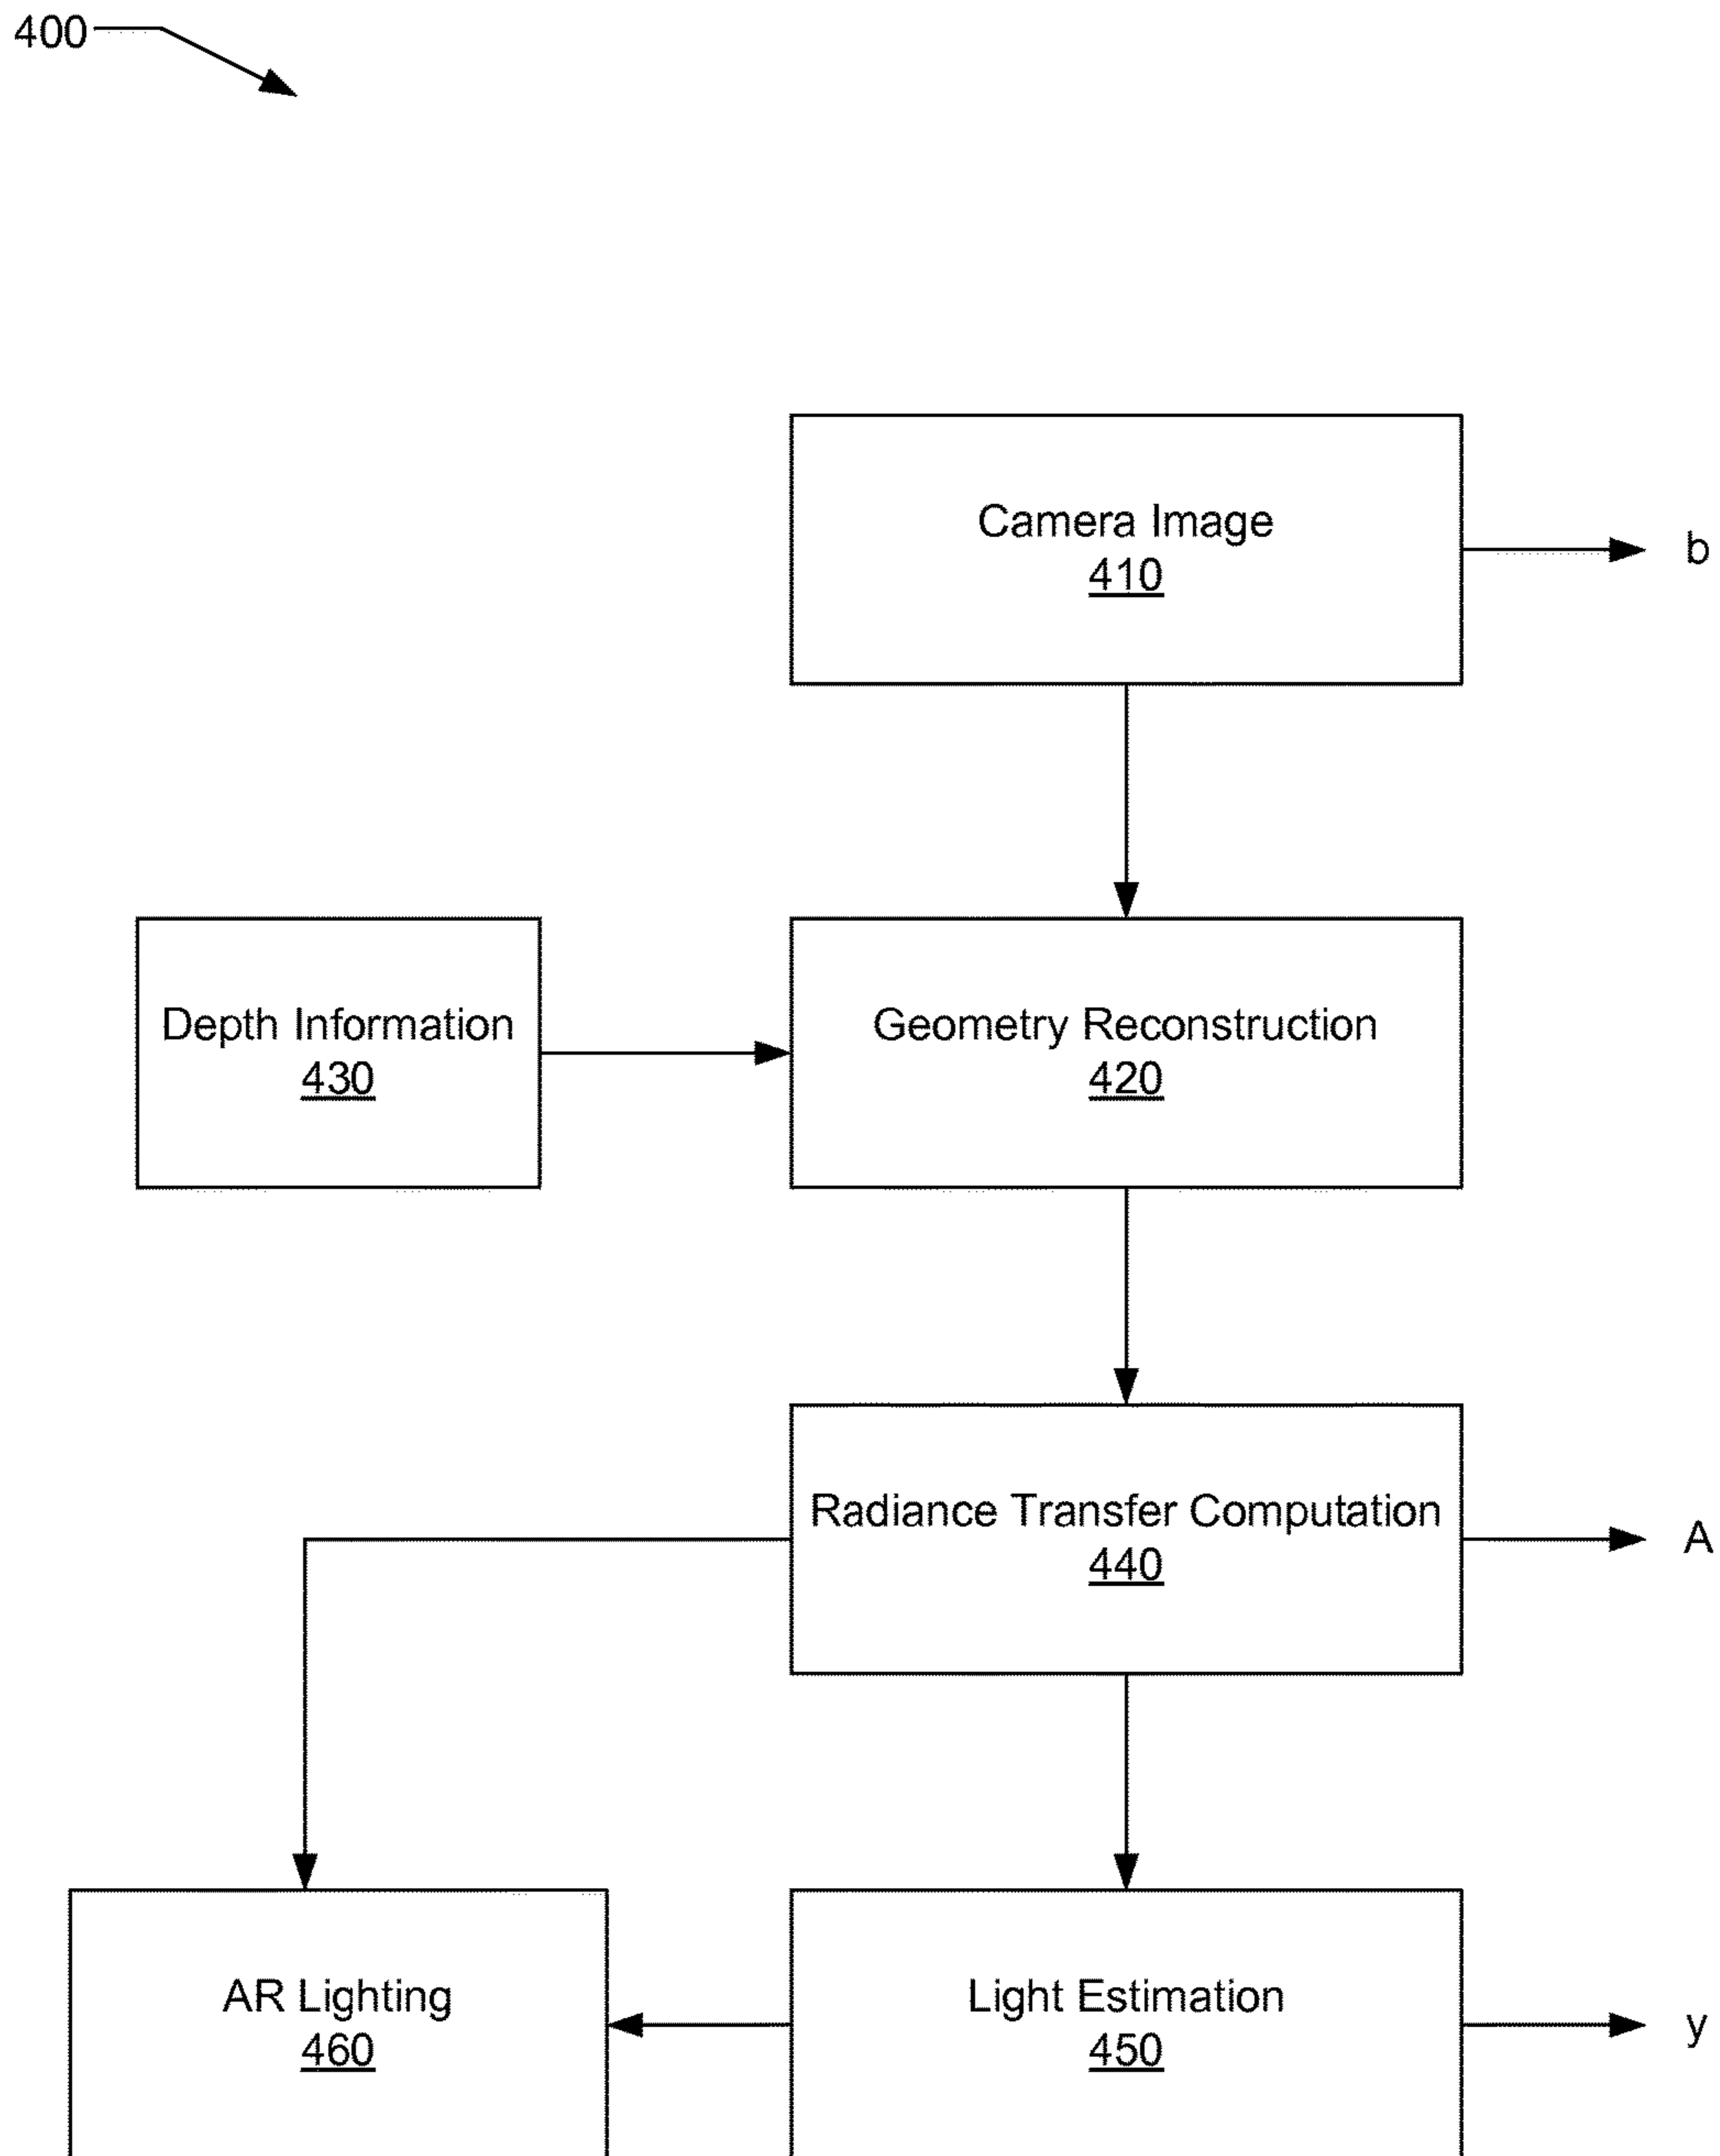 400
Camera Image
410
b
Depth Information
430
Geometry Reconstruction
420
Radiance Transfer Computation
440
A
AR Lighting
460
Light Estimation
450
y